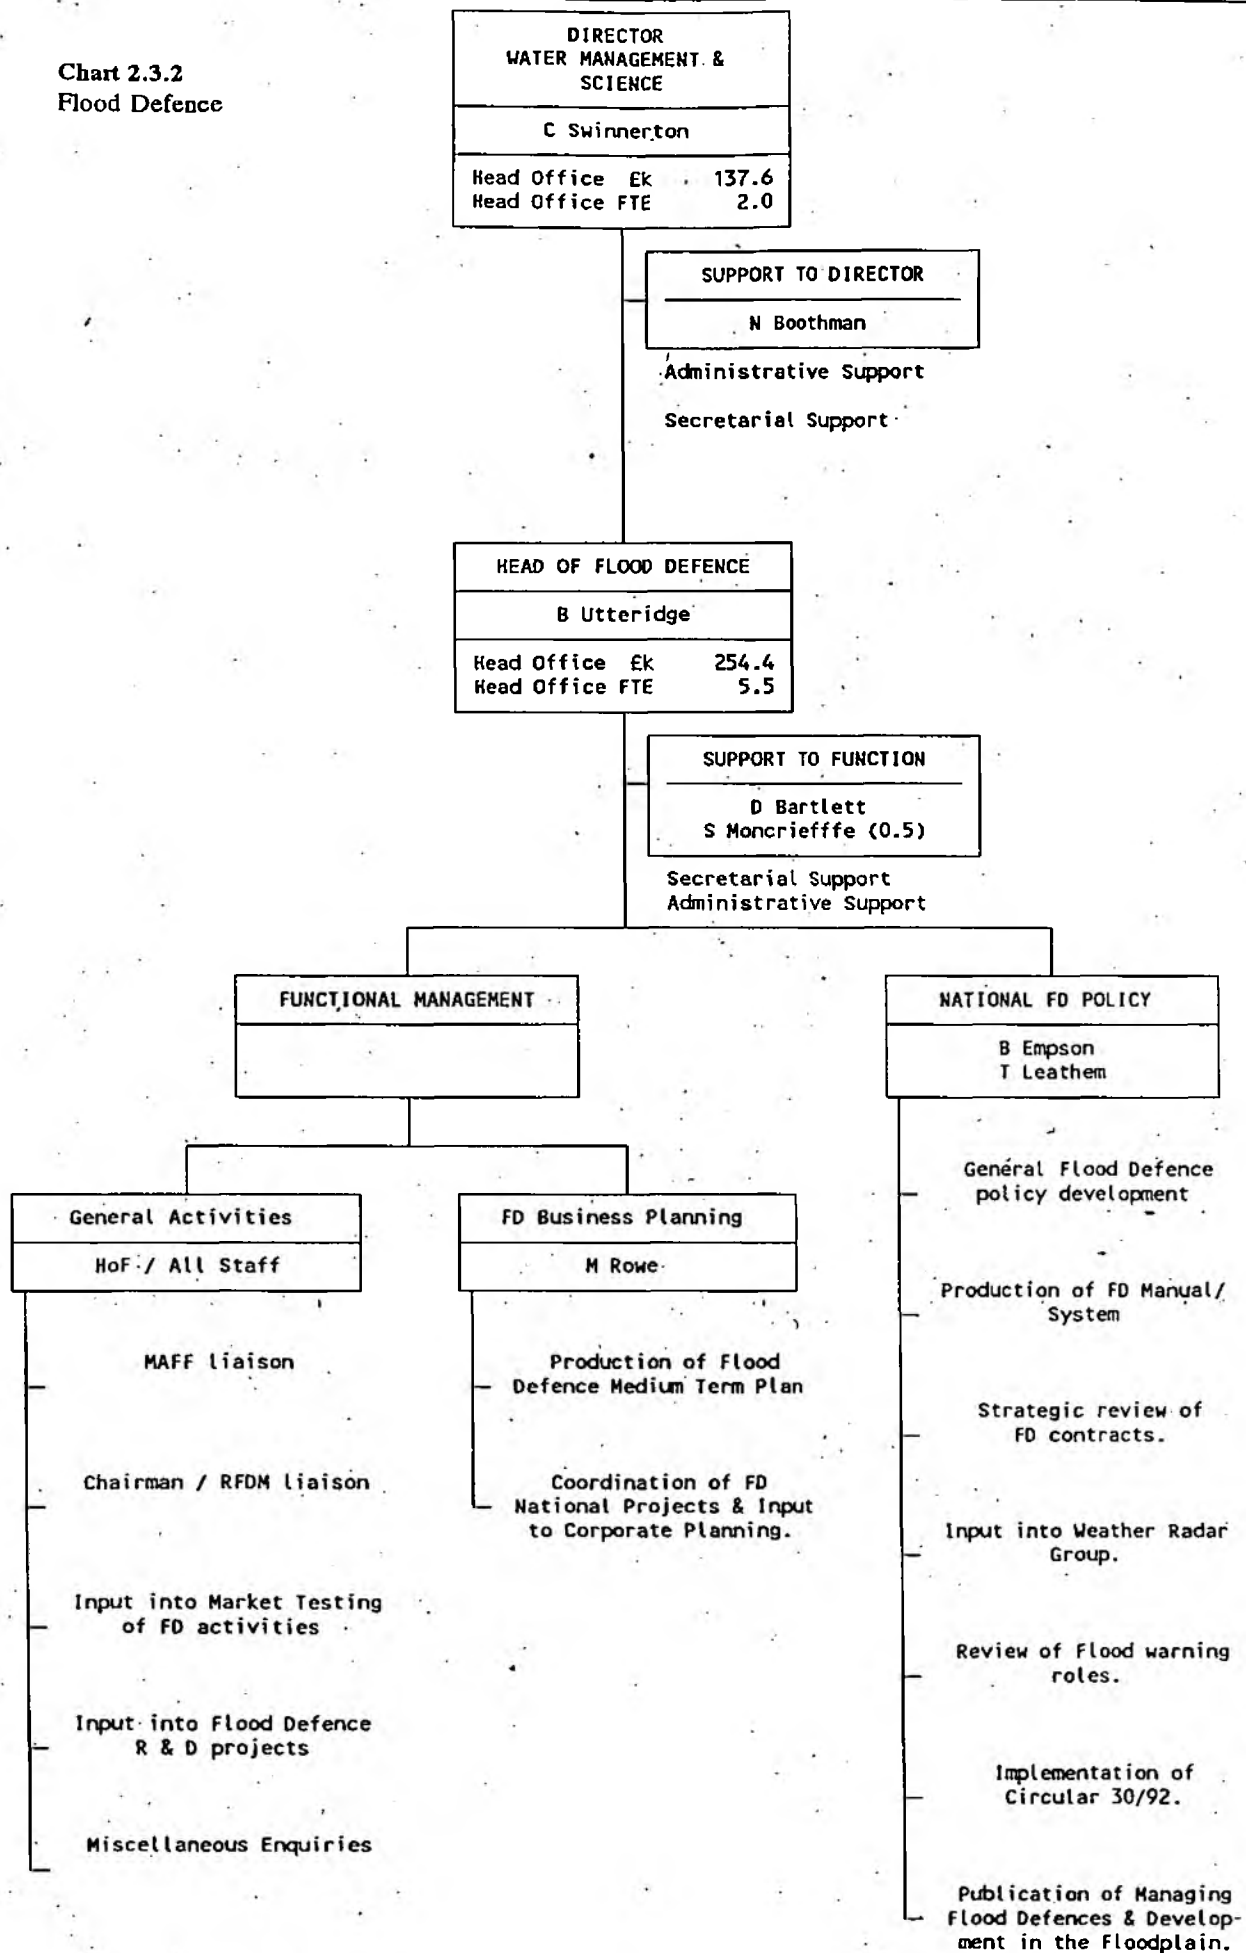 Chart 2.3.2
Flood Defence
DIRECTOR
WATER MANAGEMENT &
SCIENCE
C Swinnerton
Head Office £k 137.6
Head Office FTE 2.0
SUPPORT TO DIRECTOR
N Boothman
Administrative Support
Secretarial Support
HEAD OF FLOOD DEFENCE
B Utteridge
Head Office £k 254.4
Head Office FTE 5.5
SUPPORT TO FUNCTION
D Bartlett
S Moncriefffe (0.5)
Secretarial Support
Administrative Support
FUNCTIONAL MANAGEMENT
General Activities
HoF / All Staff
MAFF liaison
Chairman / RFDM liaison
Input into Market Testing
of FD activities
Input into Flood Defence
R & D projects
Miscellaneous Enquiries
FD Business Planning
M Rowe
Production of Flood
Defence Medium Term Plan
Coordination of FD
National Projects & Input
to Corporate Planning.
NATIONAL FD POLICY
B Empson
T Leathem
General Flood Defence
policy development
Production of FD Manual/
System
Strategic review of
FD contracts.
Input into Weather Radar
Group.
Review of Flood warning
roles.
Implementation of
Circular 30/92.
Publication of Managing
Flood Defences & Develop-
ment in the Floodplain.